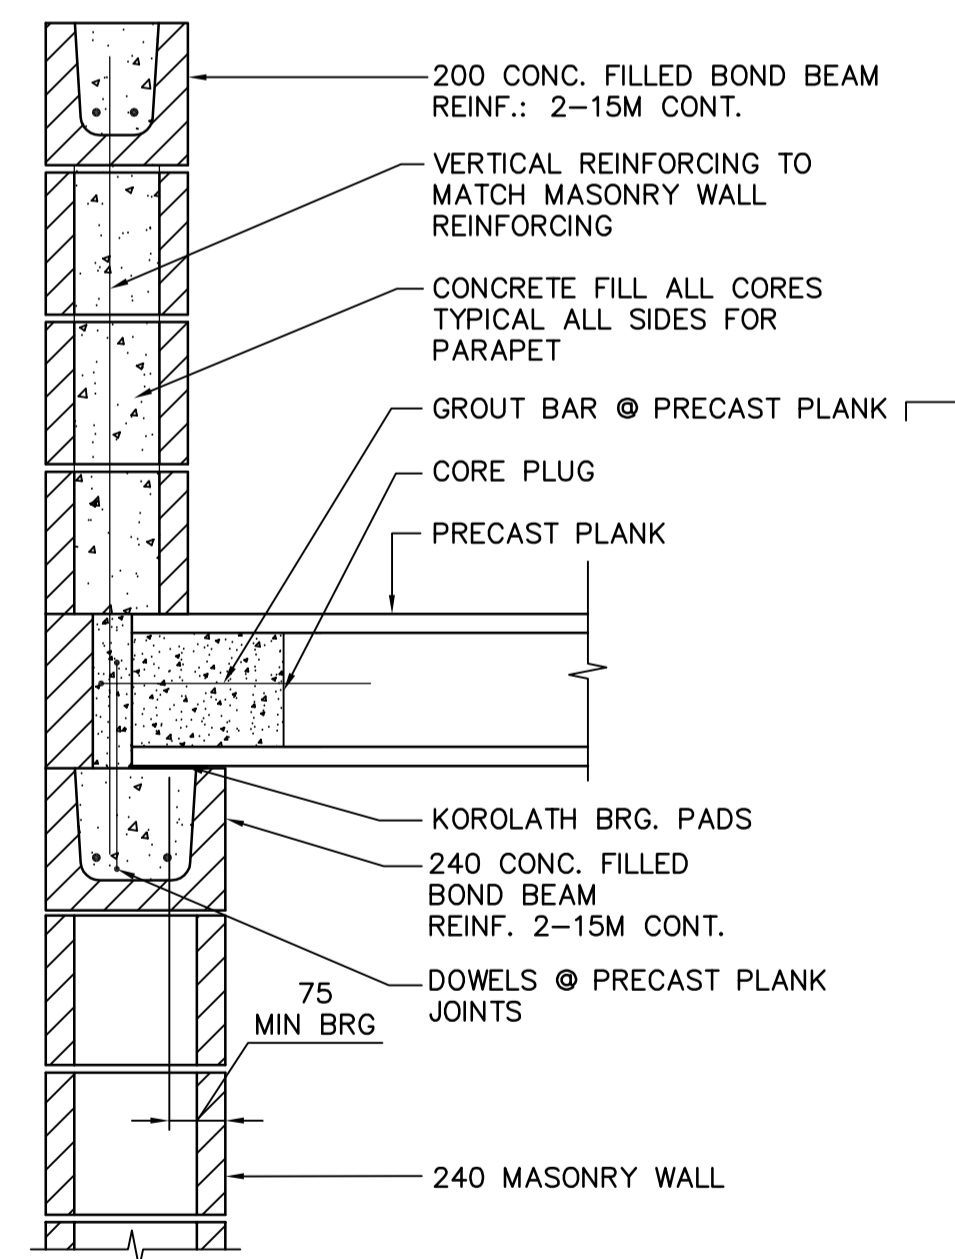 200 CONC. FILLED BOND BEAM
REINF.: 2-15M CONT.
VERTICAL REINFORCING TO
MATCH MASONRY WALL
REINFORCING
CONCRETE FILL ALL CORES
TYPICAL ALL SIDES FOR
PARAPET
GROUT BAR @ PRECAST PLANK
CORE PLUG
PRECAST PLANK
KOROLATH BRG. PADS
240 CONC. FILLED
BOND BEAM
REINF. 2-15M CONT.
DOWELS @ PRECAST PLANK
JOINTS
75
MIN BRG
240 MASONRY WALL